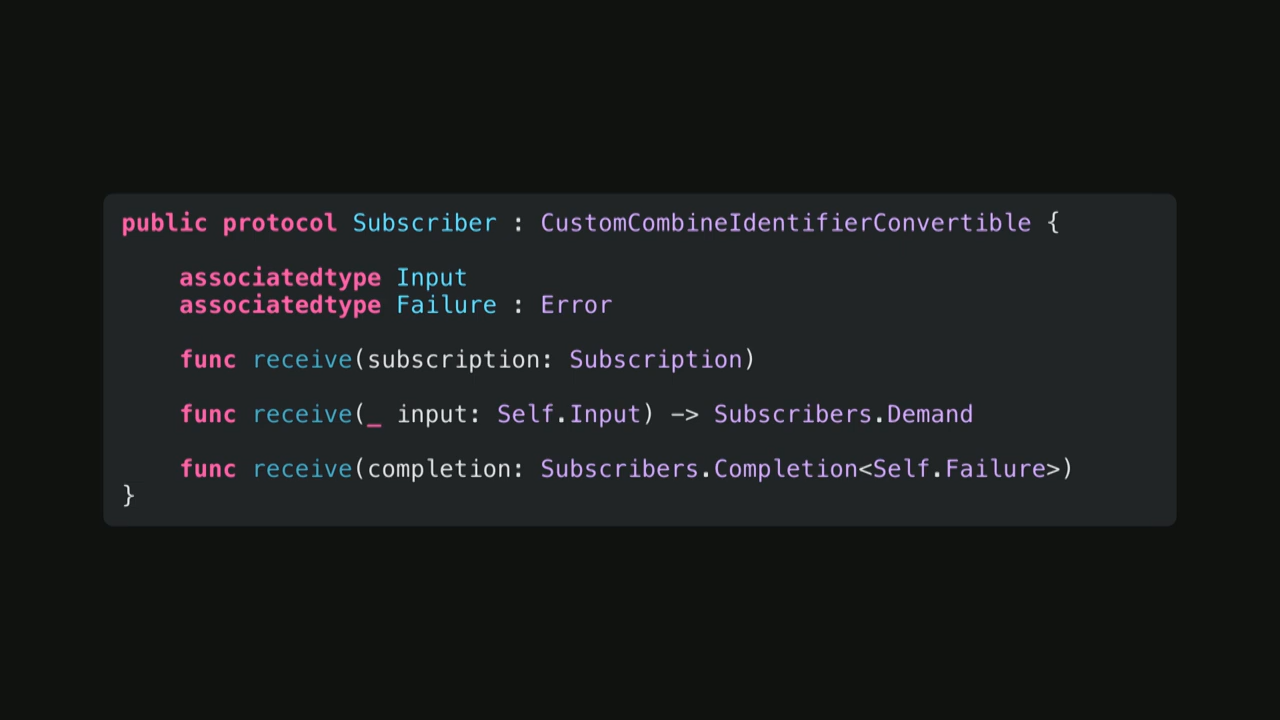 public protocol Subscriber : CustomCombineIdentifierConvertible {
associatedtype Input
associatedtype Failure : Error
func receive(subscription: Subscription)
func receive(_ input: Self.Input) -> Subscribers.Demand
func receive(completion: Subscribers.Completion<Self.Failure>)
}